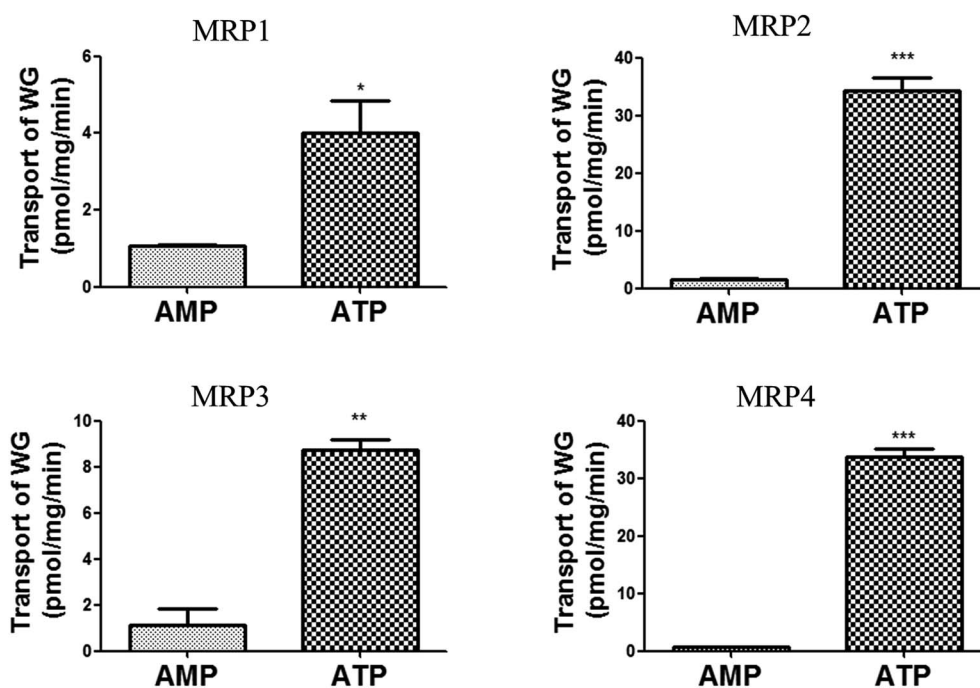 MRP1
Transport of WG
(pmol/mg/min)
6
4
2
0
*
AMP ATP
MRP2
Transport of WG
(pmol/mg/min)
40
30
20
10
0
***
AMP ATP
MRP3
Transport of WG
(pmol/mg/min)
10
8
6
4
2
0
**
AMP ATP
MRP4
Transport of WG
(pmol/mg/min)
40
30
20
10
0
***
AMP ATP